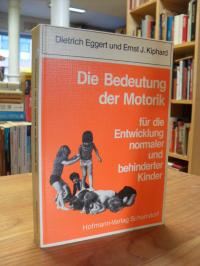 Dietrich Eggert und Ernst J. Kiphard
Die Bedeutung
der Motorik
für die
Entwicklung
normaler
und
behinderter
Kinder
Hofmann-Verlag Schorndorf